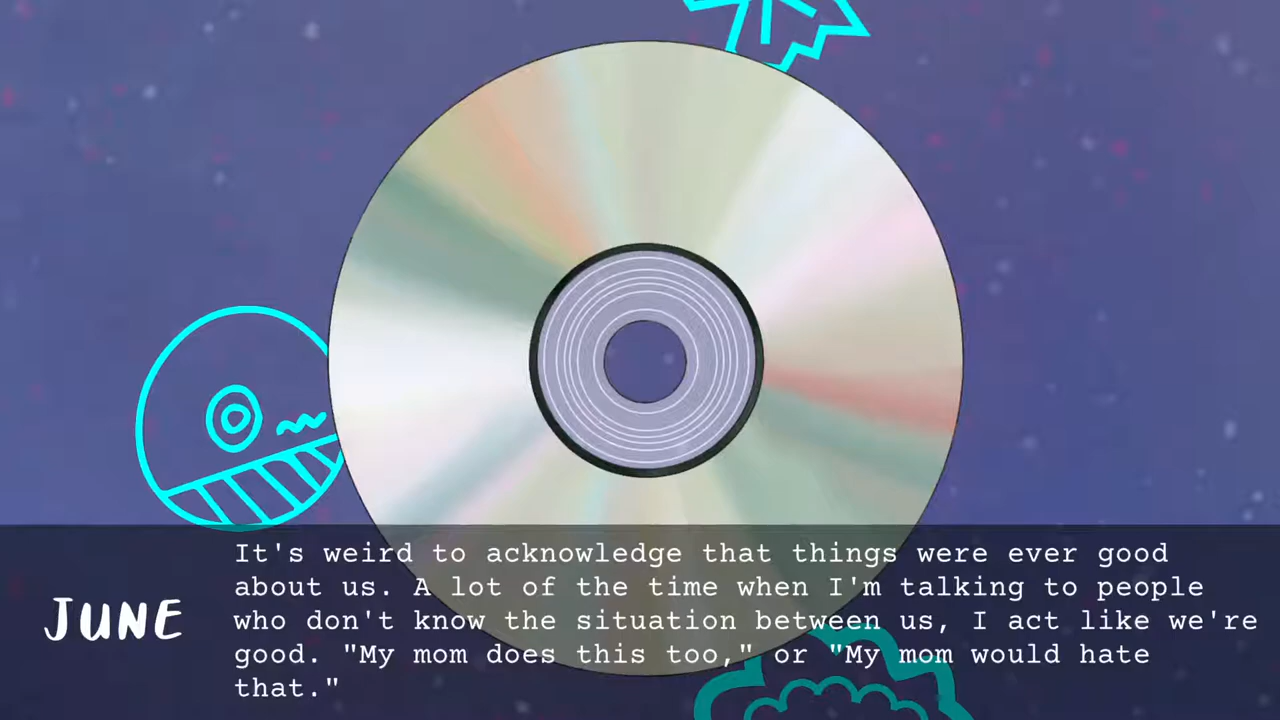 JUNE
It's weird to acknowledge that things were ever good
about us. A lot of the time when I'm talking to people
who don't know the situation between us, I act like we're
good. "My mom does this too," or "My mom would hate
that."